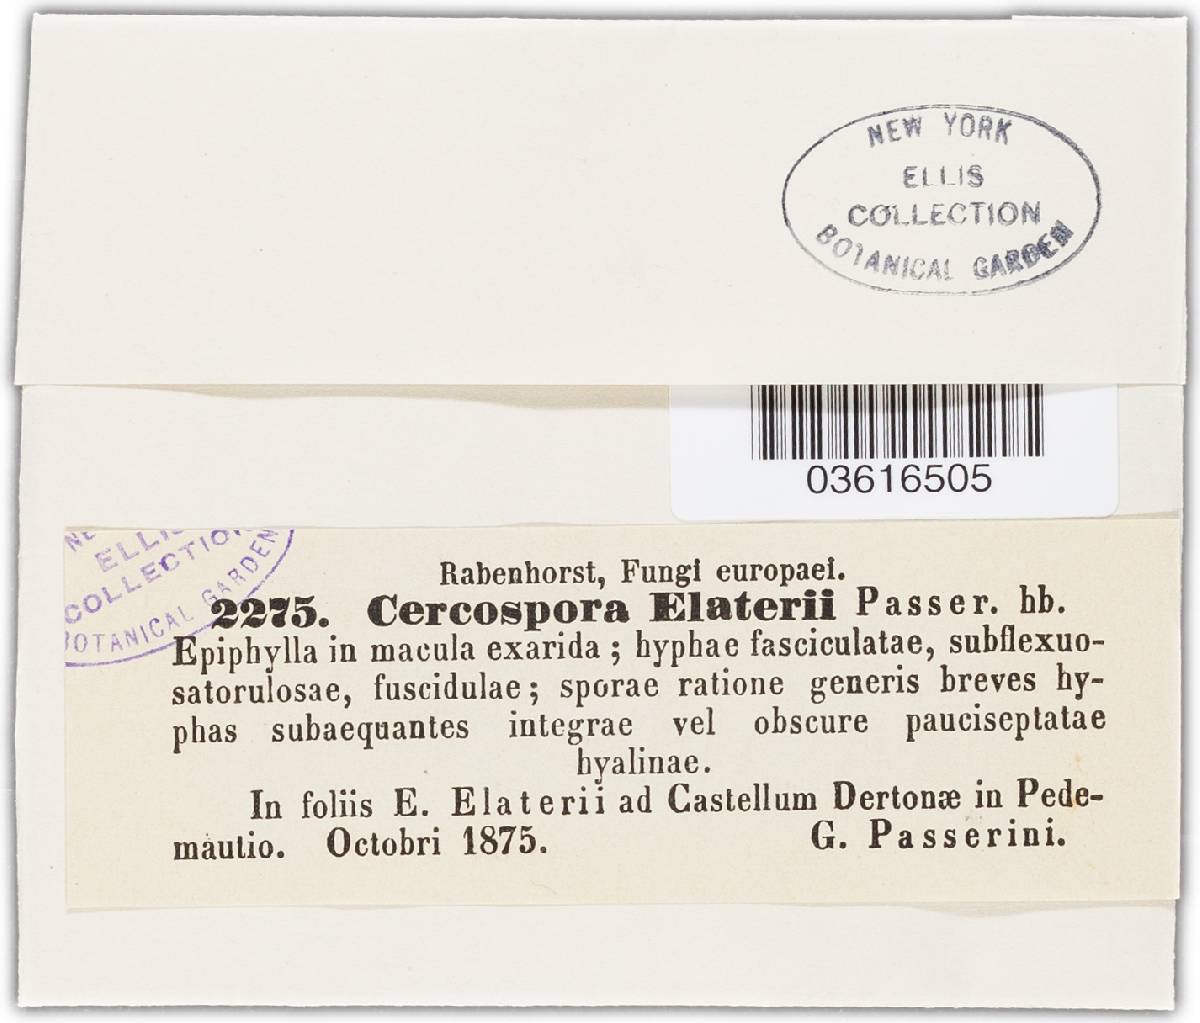 NEW YORK
ELLIS
COLLECTION
BOTANICAL GARDEN
03616505
ELLIS
COLLECTION
BOTANICAL GARDEN
Rabenhorst, Fungi europaei.
2275. Cercospora Elaterii Passer. hb.
Epiphylla in macula exarida; hyphae fasciculatae, subflexuo-
satorulosae, fuscidulae; sporae ratione generis breves hy-
phas subaequantes integrae vel obscure pauciseptatae
hyalinae.
In foliis E. Elaterii ad Castellum Dertonæ in Pede-
mautio. Octobri 1875. G. Passerini.